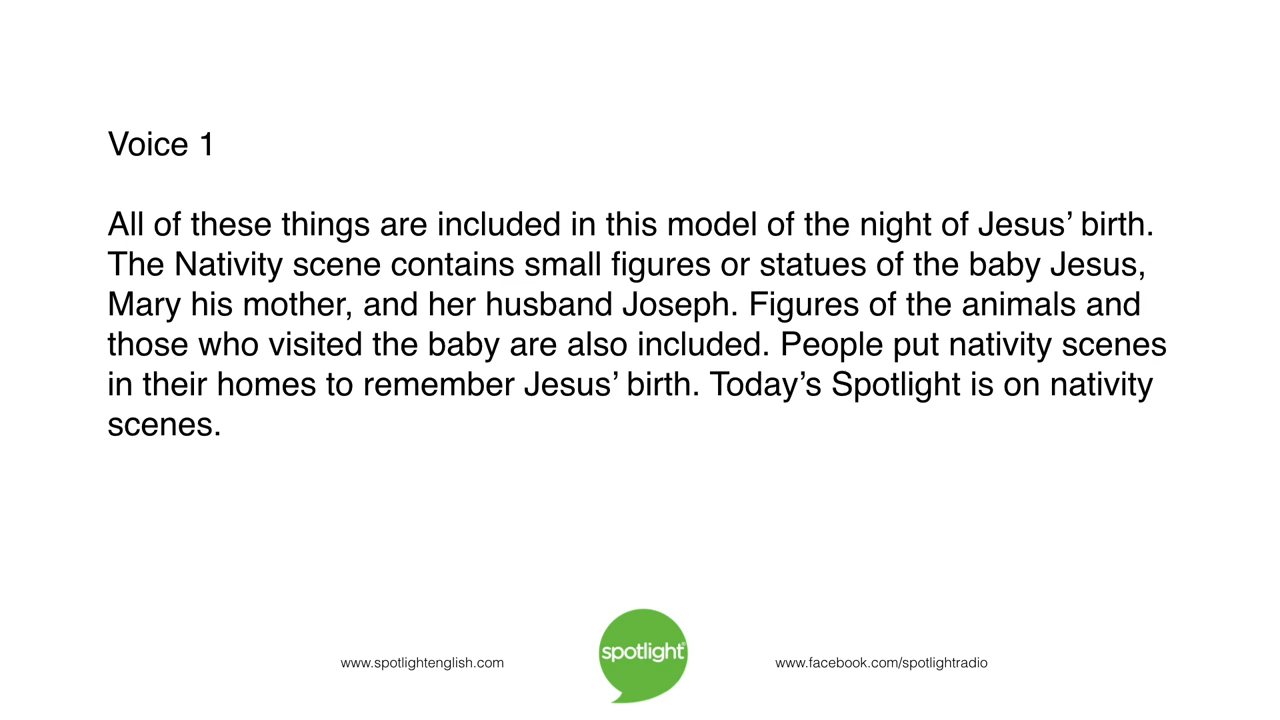 Voice 1
All of these things are included in this model of the night of Jesus’ birth.
The Nativity scene contains small figures or statues of the baby Jesus,
Mary his mother, and her husband Joseph. Figures of the animals and
those who visited the baby are also included. People put nativity scenes
in their homes to remember Jesus’ birth. Today’s Spotlight is on nativity
scenes.
www.spotlightenglish.com
spotlight®
www.facebook.com/spotlightradio